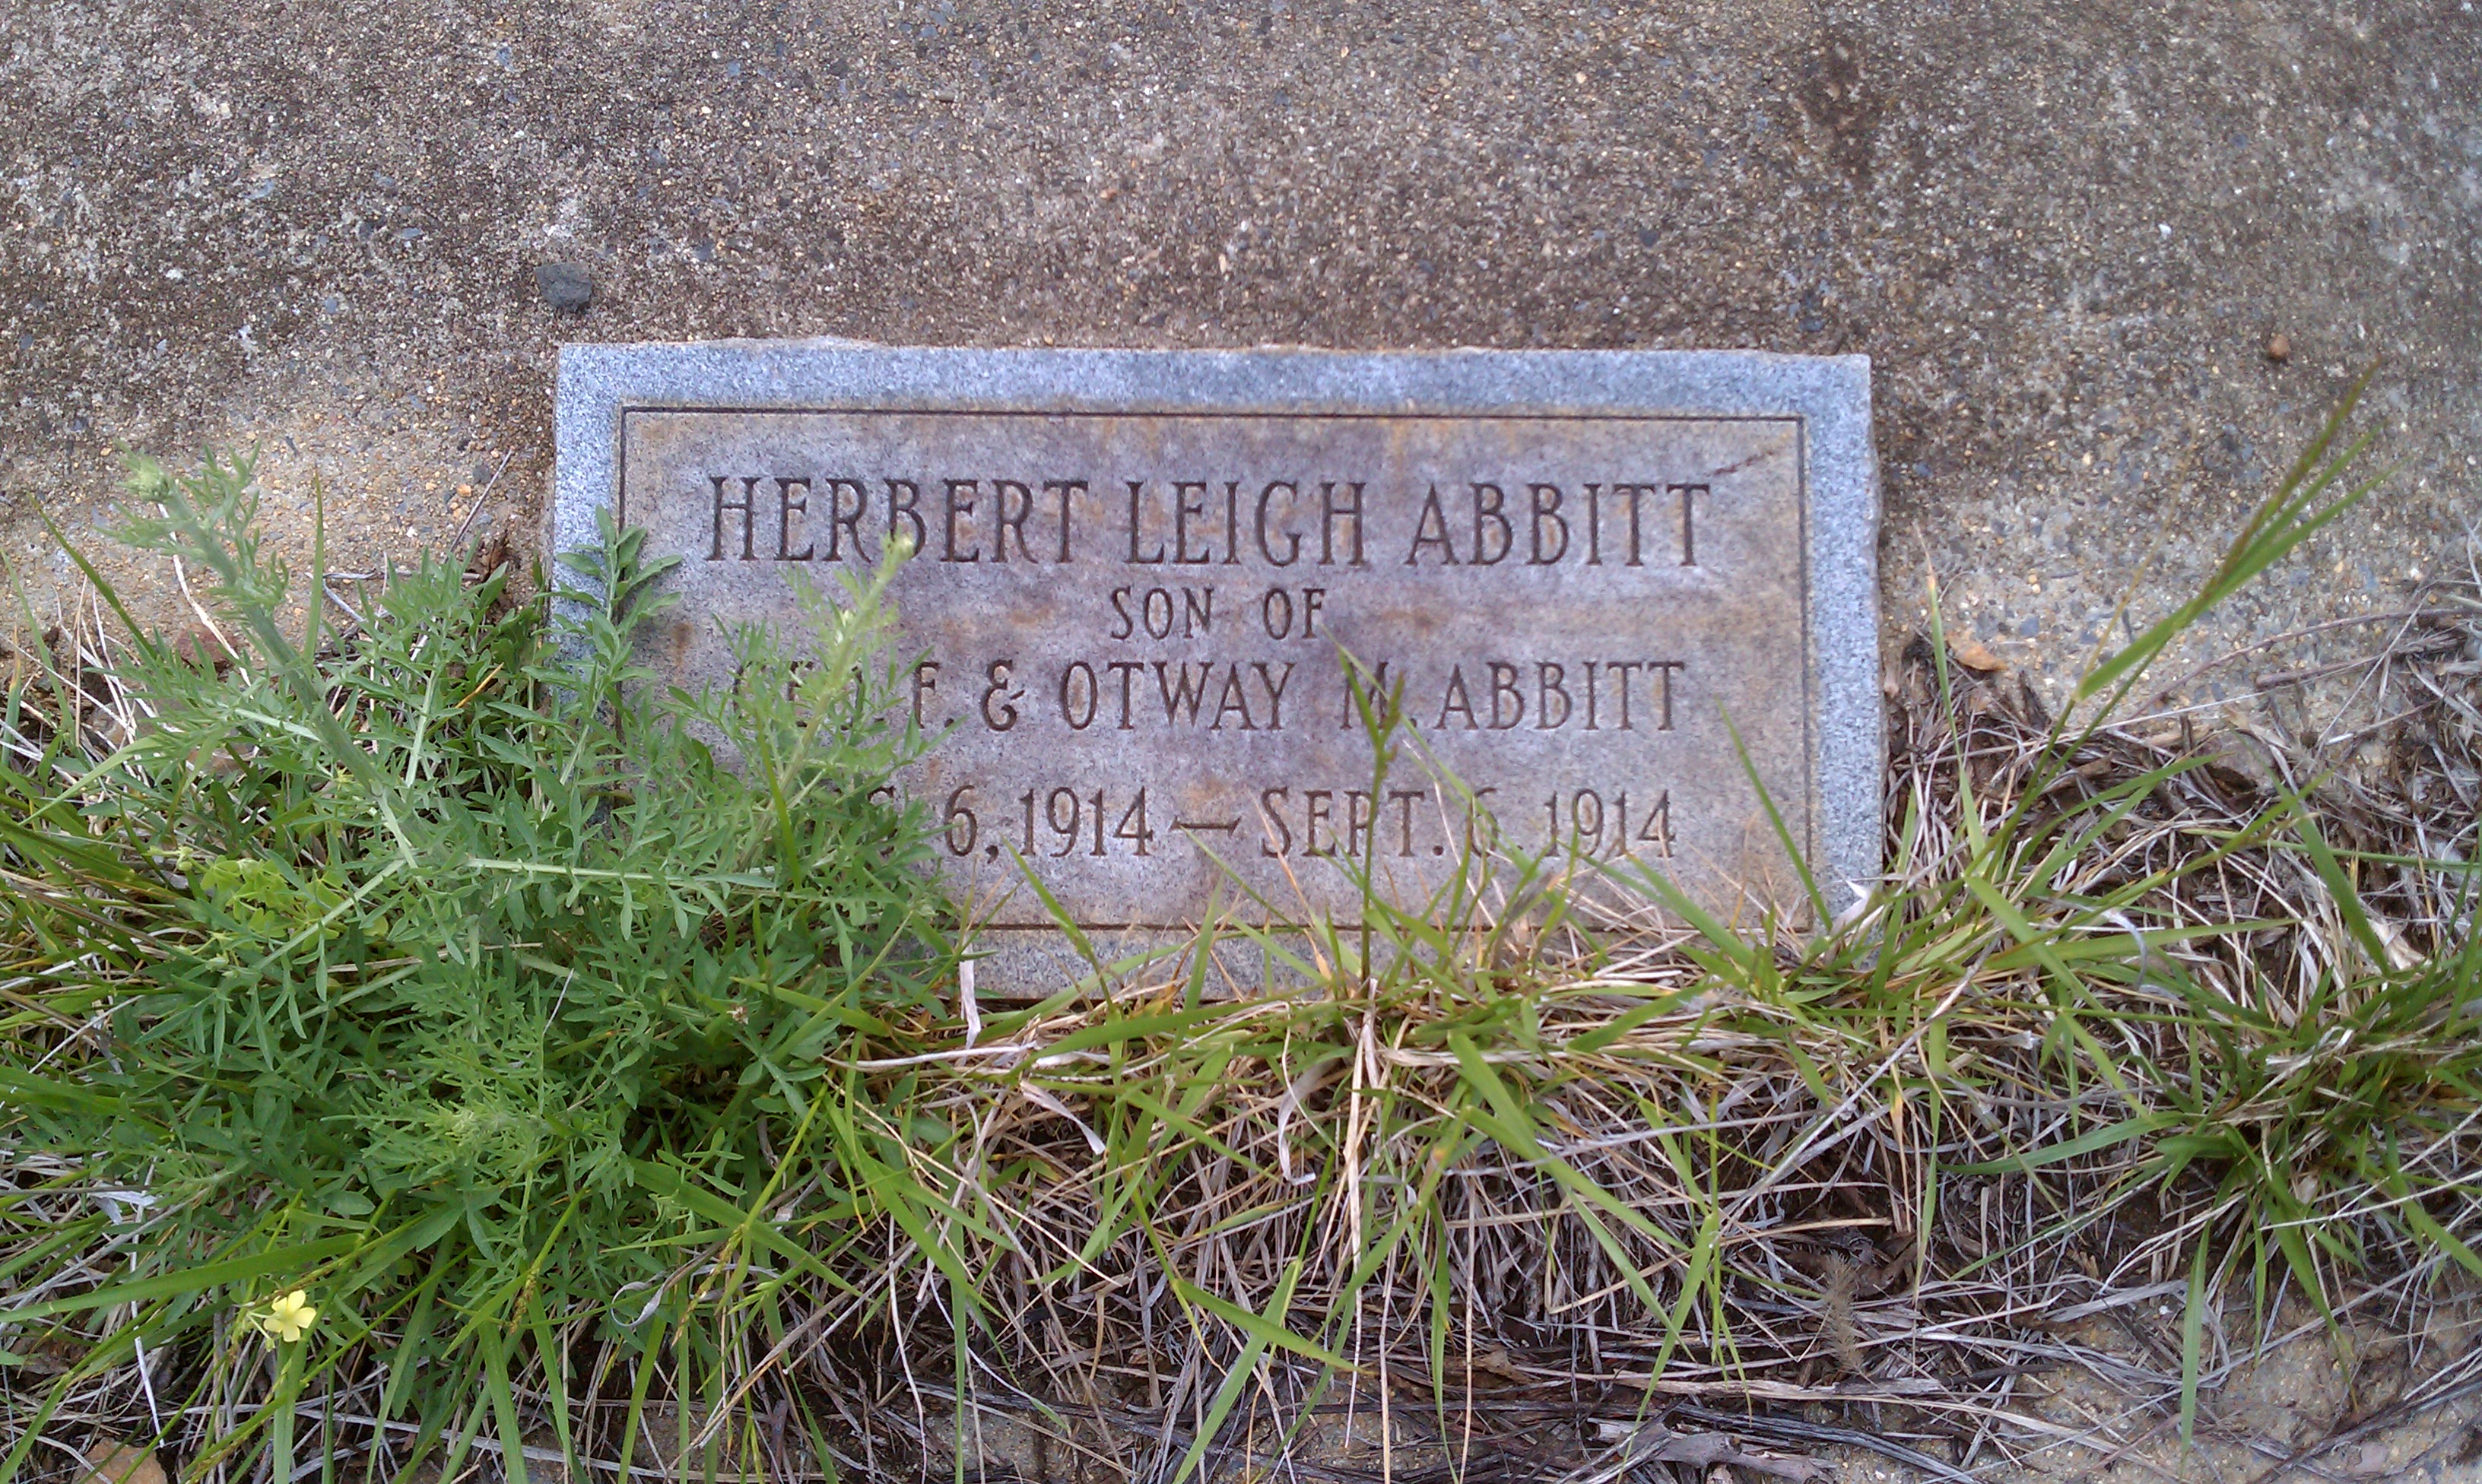 HERBERT LEIGH ABBITT
SON OF
F. & OTWAY M. ABBITT
6, 1914 — SEPT. 6, 1914